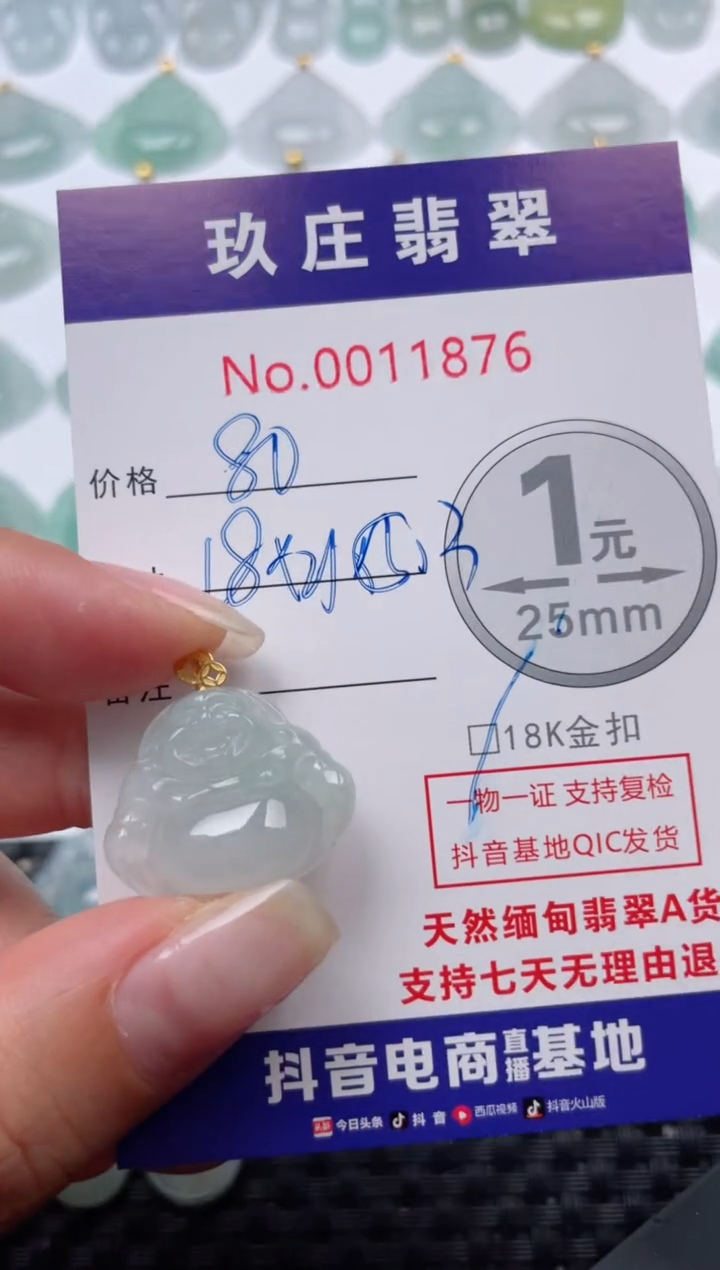 玖庄翡翠
No.0011876
价格 80
1元
25mm
备注
18K金扣
一物一证 支持复检
抖音基地QIC发货
天然缅甸翡翠A货
支持七天无理由退
抖音电商直播基地
今日头条 抖音 西瓜视频 抖音火山版